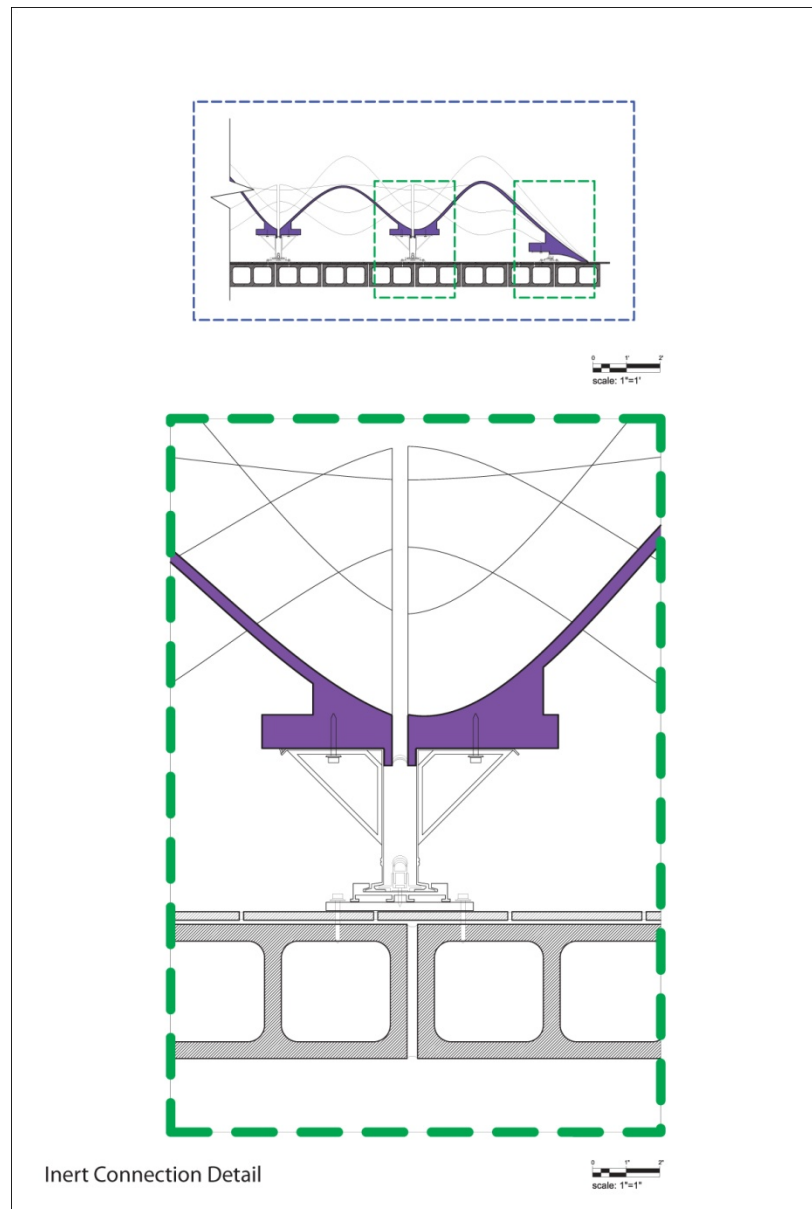 0 1' 2'
scale: 1"=1'
Inert Connection Detail
0 1" 2"
scale: 1"=1"